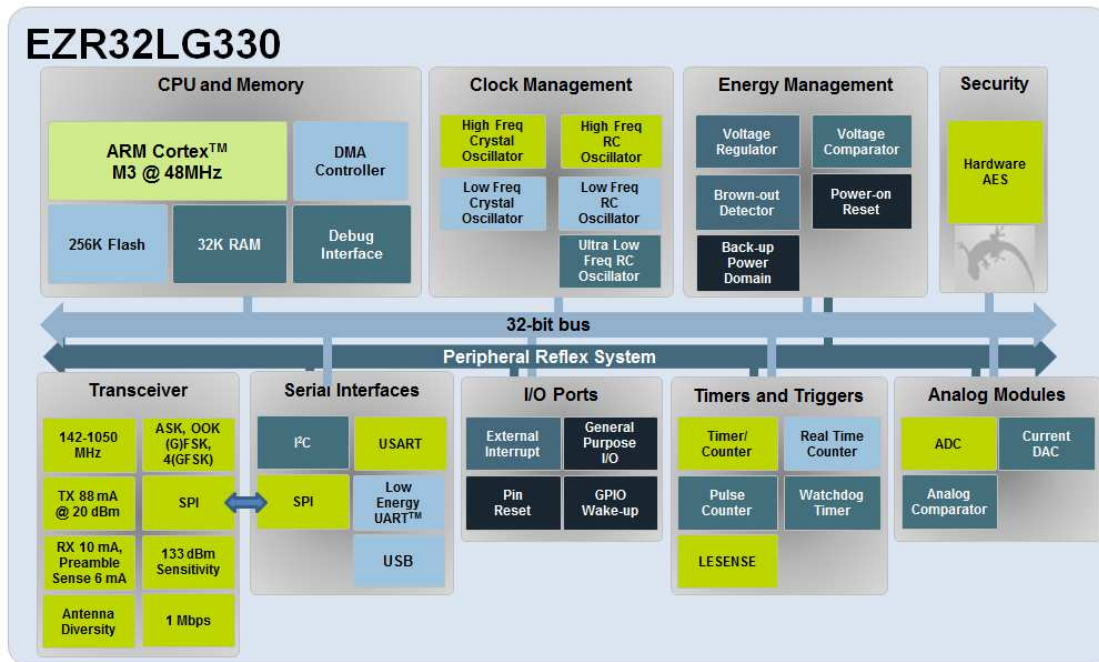 EZR32LG330
CPU and Memory
ARM Cortex™
M3 @ 48MHz
DMA
Controller
256K Flash
32K RAM
Debug
Interface
Clock Management
High Freq
Crystal
Oscillator
High Freq
RC
Oscillator
Low Freq
Crystal
Oscillator
Low Freq
RC
Oscillator
Ultra Low
Freq RC
Oscillator
Energy Management
Voltage
Regulator
Voltage
Comparator
Brown-out
Detector
Power-on
Reset
Back-up
Power
Domain
Security
Hardware
AES
32-bit bus
Peripheral Reflex System
Transceiver
142-1050
MHz
ASK, OOK
(G)FSK,
4(GFSK)
TX 88 mA
@ 20 dBm
SPI
RX 10 mA,
Preamble
Sense 6 mA
133 dBm
Sensitivity
Antenna
Diversity
1 Mbps
Serial Interfaces
I²C
USART
SPI
Low
Energy
UART™
USB
I/O Ports
External
Interrupt
General
Purpose
I/O
Pin
Reset
GPIO
Wake-up
Timers and Triggers
Timer/
Counter
Real Time
Counter
Pulse
Counter
Watchdog
Timer
LESENSE
Analog Modules
ADC
Current
DAC
Analog
Comparator